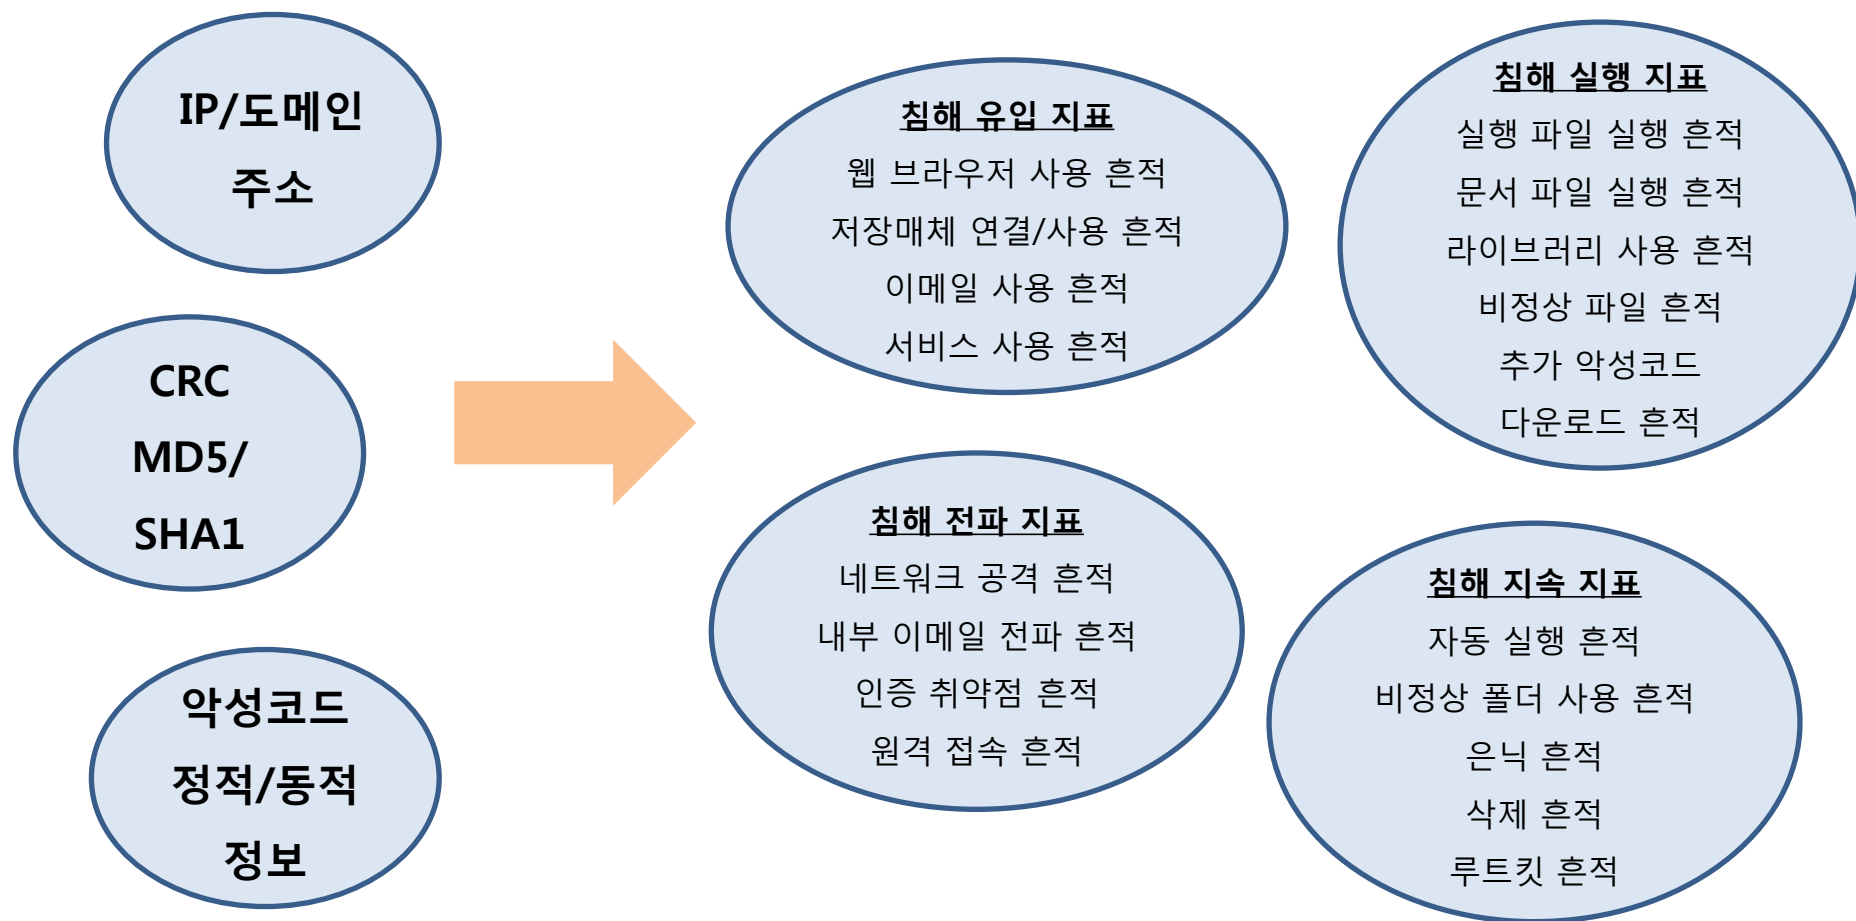 IP/도메인
주소
CRC
MD5/
SHA1
악성코드
정적/동적
정보
침해 유입 지표
웹 브라우저 사용 흔적
저장매체 연결/사용 흔적
이메일 사용 흔적
서비스 사용 흔적
침해 실행 지표
실행 파일 실행 흔적
문서 파일 실행 흔적
라이브러리 사용 흔적
비정상 파일 흔적
추가 악성코드
다운로드 흔적
침해 전파 지표
네트워크 공격 흔적
내부 이메일 전파 흔적
인증 취약점 흔적
원격 접속 흔적
침해 지속 지표
자동 실행 흔적
비정상 폴더 사용 흔적
은닉 흔적
삭제 흔적
루트킷 흔적